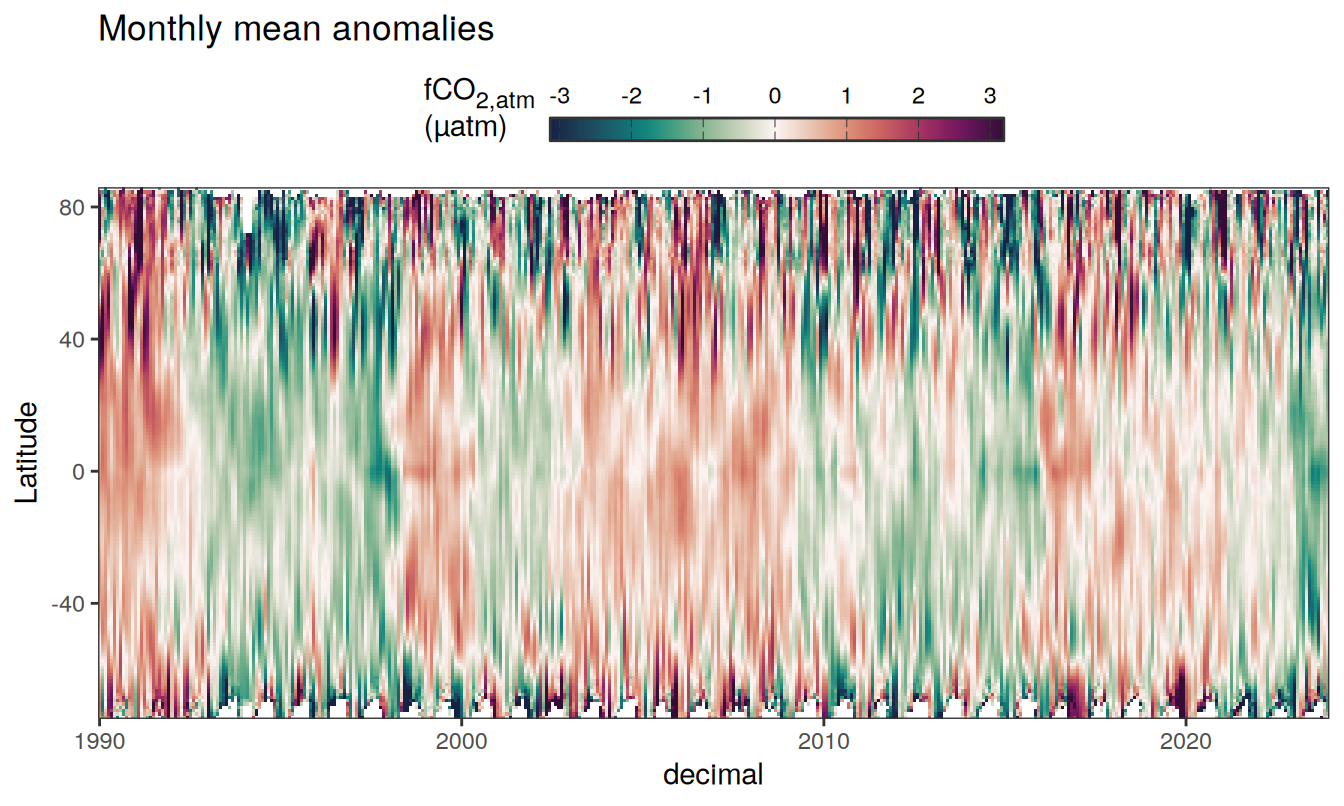 Monthly mean anomalies
fCO2,atm
(µatm)
-3 -2 -1 0 1 2 3
80
40
0
-40
Latitude
1990 2000 2010 2020
decimal